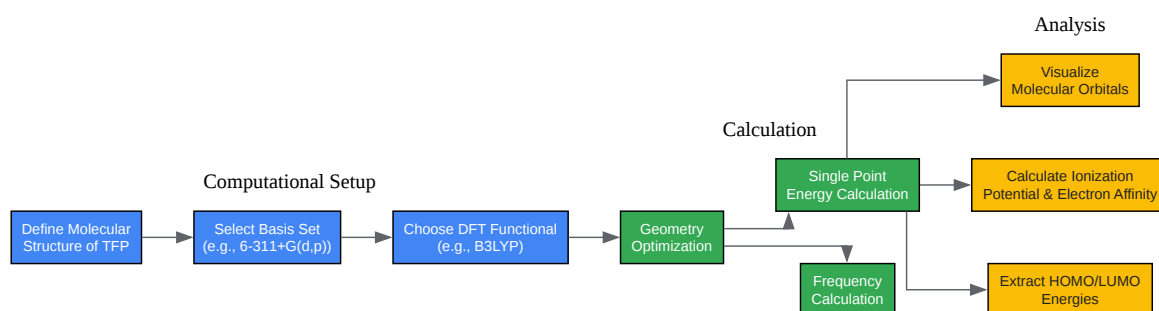 Analysis
Visualize
Molecular Orbitals
Calculation
Single Point
Energy Calculation
Calculate Ionization
Potential & Electron Affinity
Computational Setup
Define Molecular
Structure of TFP
Select Basis Set
(e.g., 6-311+G(d,p))
Choose DFT Functional
(e.g., B3LYP)
Geometry
Optimization
Frequency
Calculation
Extract HOMO/LUMO
Energies